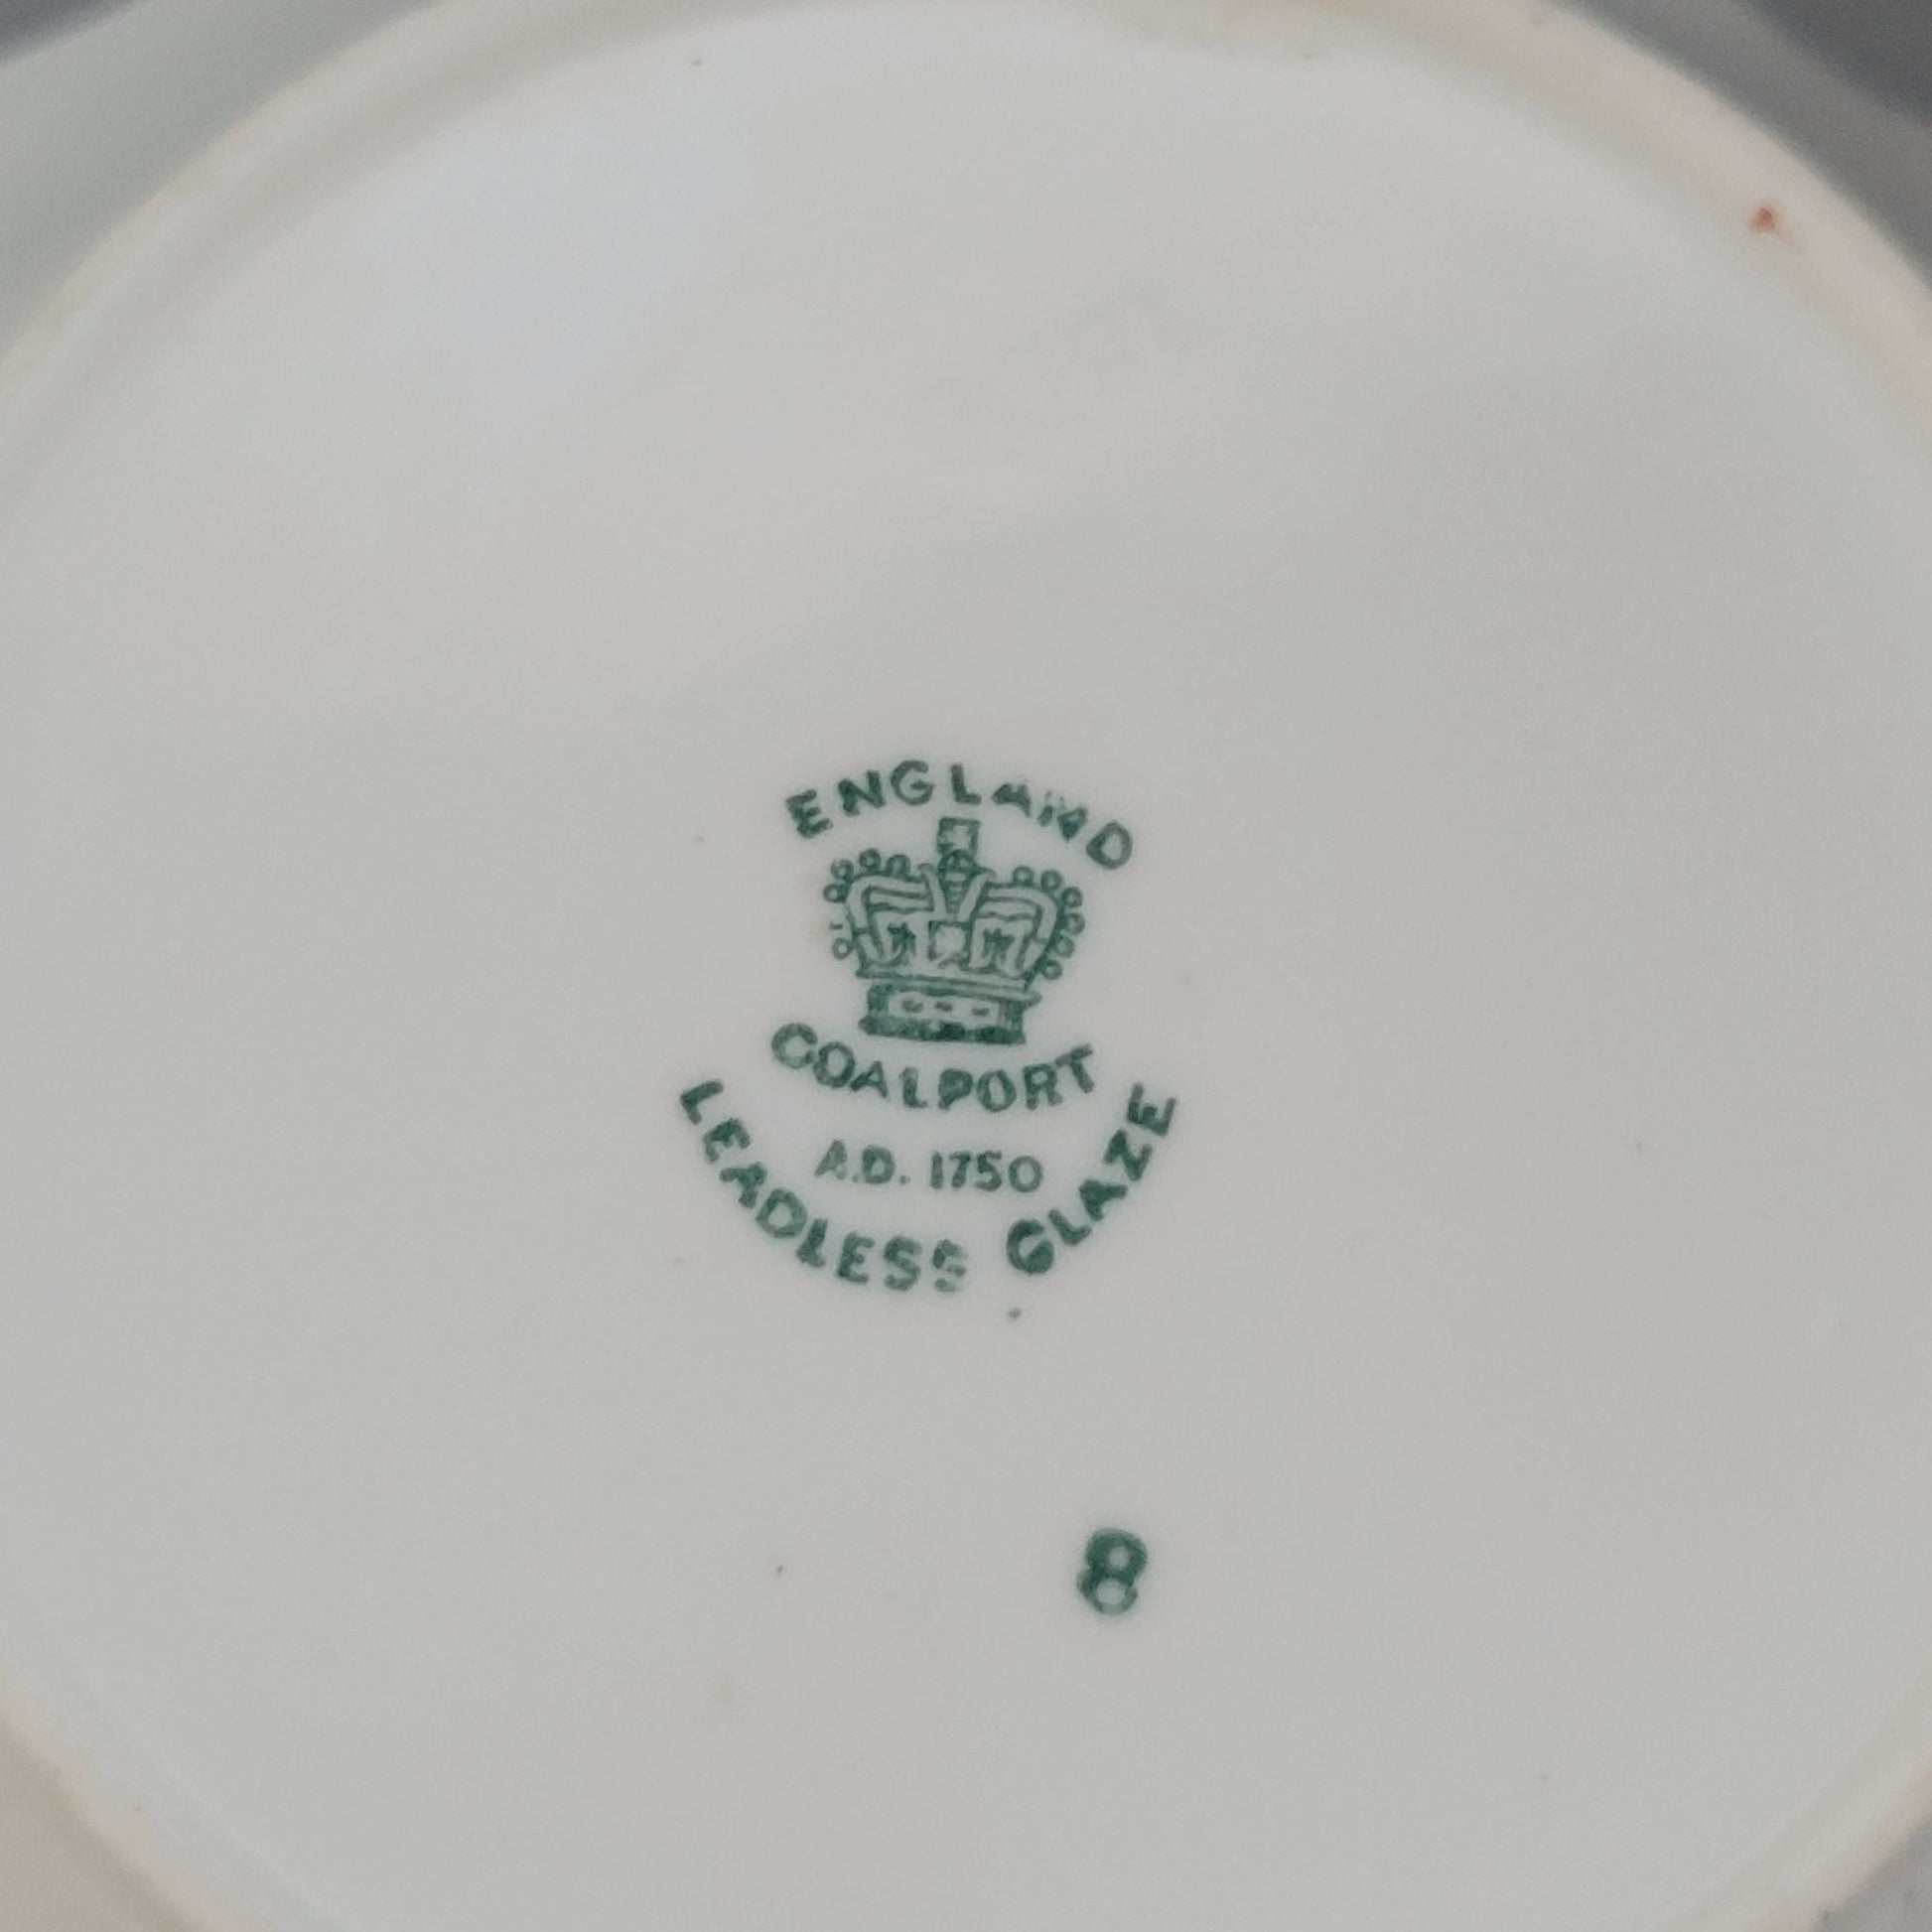 ENGLAND
COALPORT
A.D. 1750
LEADLESS GLAZE
8